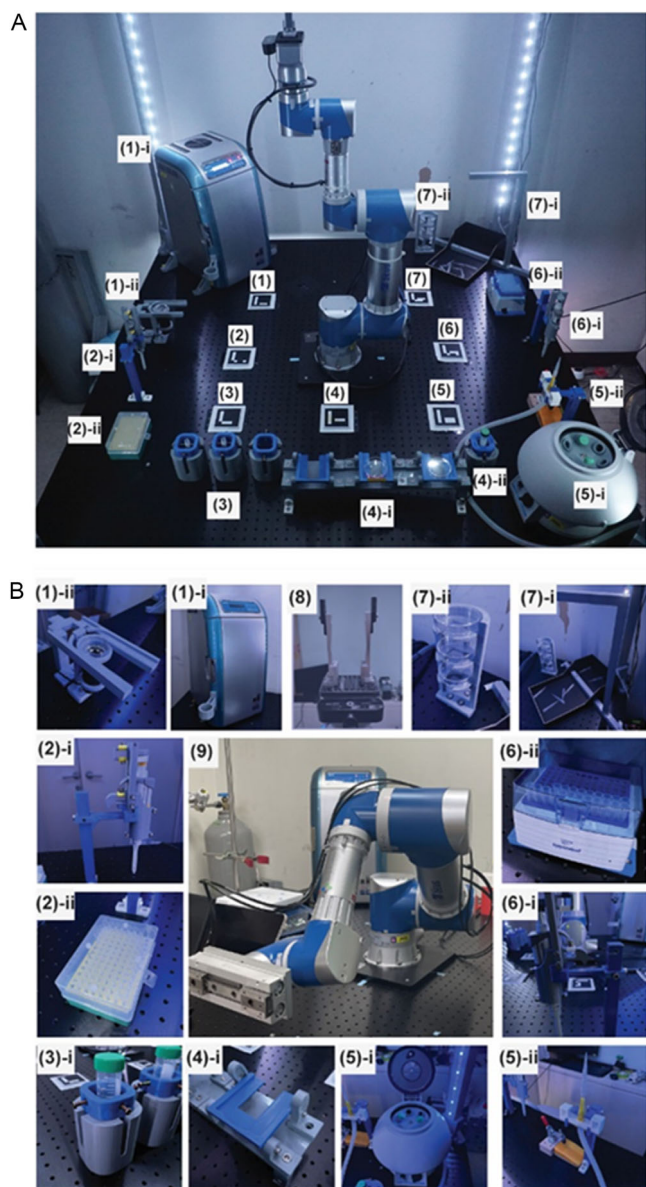 A
(1)-i
(7)-ii
(7)-i
(1)-ii
(6)-ii
(1)
(7)
(6)-i
(2)-i
(2)
(6)
(5)-ii
(2)-ii
(3)
(4)
(5)
(4)-ii
(3)
(5)-i
(4)-i
B
(1)-ii
(1)-i
(8)
(7)-ii
(7)-i
(2)-i
(9)
(6)-ii
(2)-ii
(6)-i
(3)-i
(4)-i
(5)-i
(5)-ii